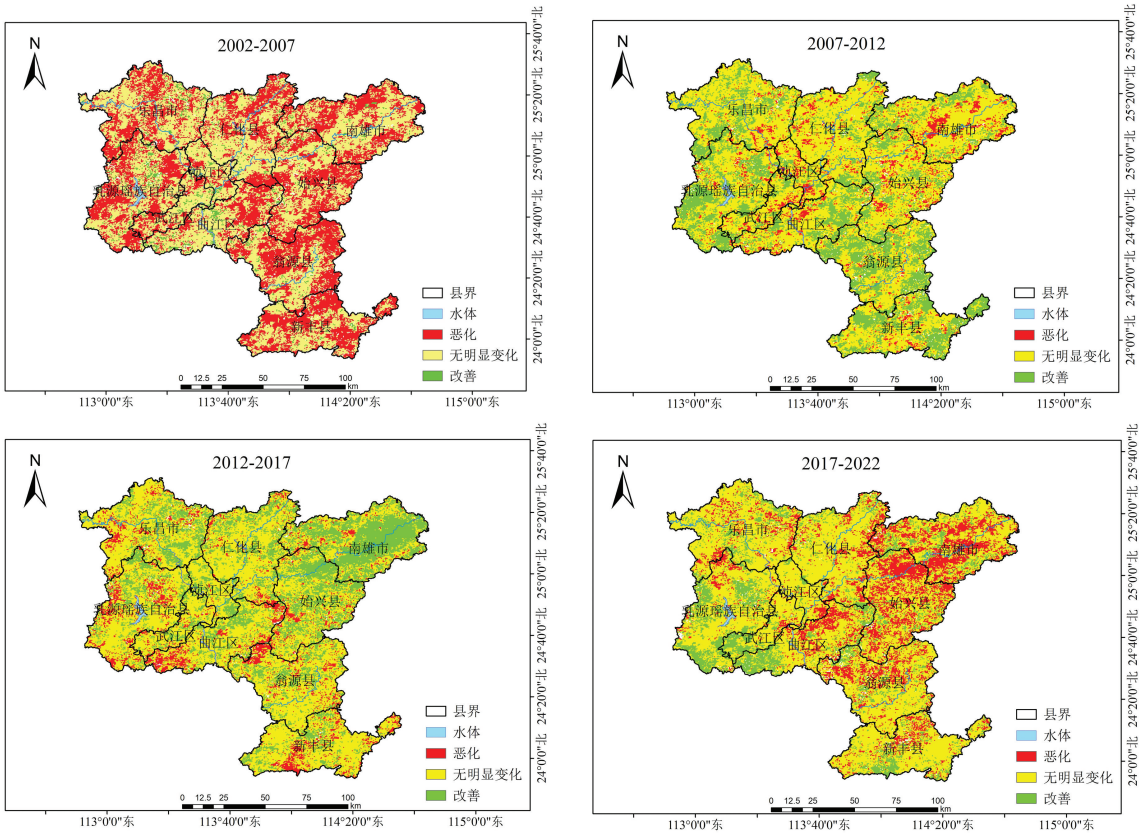 N
2002-2007
乐昌市
仁化县
南雄市
浈江区
始兴县
乳源瑶族自治县
武江区
曲江区
翁源县
新丰县
县界
水体
恶化
无明显变化
改善
0 12.5 25 50 75 100
km
113°0'0"东 113°40'0"东 114°20'0"东 115°0'0"东
25°40'0"北
25°20'0"北
25°0'0"北
24°40'0"北
24°20'0"北
24°0'0"北
N
2007-2012
乐昌市
仁化县
南雄市
浈江区
始兴县
乳源瑶族自治县
武江区
曲江区
翁源县
新丰县
县界
水体
恶化
无明显变化
改善
0 12.5 25 50 75 100
km
113°0'0"东 113°40'0"东 114°20'0"东 115°0'0"东
25°40'0"北
25°20'0"北
25°0'0"北
24°40'0"北
24°20'0"北
24°0'0"北
N
2012-2017
乐昌市
仁化县
南雄市
浈江区
始兴县
乳源瑶族自治县
武江区
曲江区
翁源县
新丰县
县界
水体
恶化
无明显变化
改善
0 12.5 25 50 75 100
km
113°0'0"东 113°40'0"东 114°20'0"东 115°0'0"东
25°40'0"北
25°20'0"北
25°0'0"北
24°40'0"北
24°20'0"北
24°0'0"北
N
2017-2022
乐昌市
仁化县
南雄市
浈江区
始兴县
乳源瑶族自治县
武江区
曲江区
翁源县
新丰县
县界
水体
恶化
无明显变化
改善
0 12.5 25 50 75 100
km
113°0'0"东 113°40'0"东 114°20'0"东 115°0'0"东
25°40'0"北
25°20'0"北
25°0'0"北
24°40'0"北
24°20'0"北
24°0'0"北